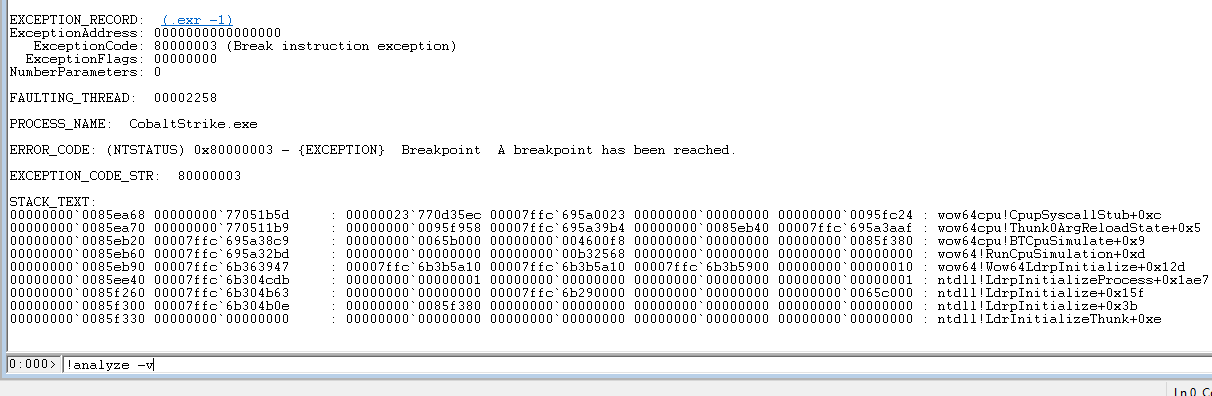 EXCEPTION_RECORD:  (.exr -1)
ExceptionAddress: 0000000000000000
   ExceptionCode: 80000003 (Break instruction exception)
  ExceptionFlags: 00000000
NumberParameters: 0
FAULTING_THREAD:  00002258
PROCESS_NAME:  CobaltStrike.exe
ERROR_CODE: (NTSTATUS) 0x80000003 - {EXCEPTION}  Breakpoint  A breakpoint has been reached.
EXCEPTION_CODE_STR:  80000003
STACK_TEXT:
00000000`0085ea68 00000000`77051b5d     : 00000023`770d35ec 00007ffc`695a0023 00000000`00000000 00000000`0095fc24 : wow64cpu!CpupSyscallStub+0xc
00000000`0085ea70 00000000`770511b9     : 00000000`0095f958 00007ffc`695a39b4 00000000`0085eb40 00007ffc`695a3aaf : wow64cpu!Thunk0ArgReloadState+0x5
00000000`0085eb20 00007ffc`695a38c9     : 00000000`0065b000 00000000`004600f8 00000000`00000000 00000000`0085f380 : wow64cpu!BTCpuSimulate+0x9
00000000`0085eb60 00007ffc`695a32bd     : 00000000`00000000 00000000`00b32568 00000000`00000000 00000000`00000000 : wow64!RunCpuSimulation+0xd
00000000`0085eb90 00007ffc`6b363947     : 00007ffc`6b3b5a10 00007ffc`6b3b5a10 00007ffc`6b3b5900 00000000`00000010 : wow64!Wow64LdrpInitialize+0x12d
00000000`0085ee40 00007ffc`6b304cdb     : 00000000`00000001 00000000`00000000 00000000`00000000 00000000`00000001 : ntdll!LdrpInitializeProcess+0x1ae7
00000000`0085f260 00007ffc`6b304b63     : 00000000`00000000 00007ffc`6b290000 00000000`00000000 00000000`0065c000 : ntdll!LdrpInitialize+0x15f
00000000`0085f300 00007ffc`6b304b0e     : 00000000`0085f380 00000000`00000000 00000000`00000000 00000000`00000000 : ntdll!LdrpInitialize+0x3b
00000000`0085f330 00000000`00000000     : 00000000`00000000 00000000`00000000 00000000`00000000 00000000`00000000 : ntdll!LdrInitializeThunk+0xe
0:000> !analyze -v